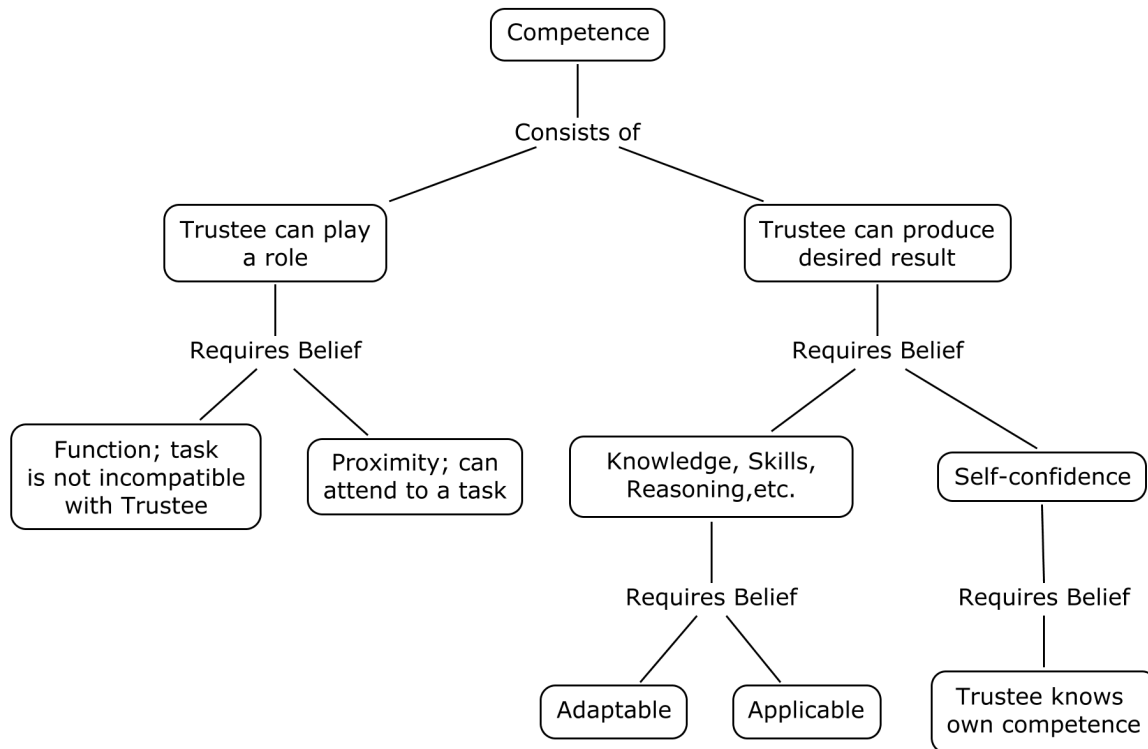 Competence
Consists of
Trustee can play
a role
Trustee can produce
desired result
Requires Belief
Requires Belief
Function; task
is not incompatible
with Trustee
Proximity; can
attend to a task
Knowledge, Skills,
Reasoning,etc.
Self-confidence
Requires Belief
Requires Belief
Adaptable
Applicable
Trustee knows
own competence